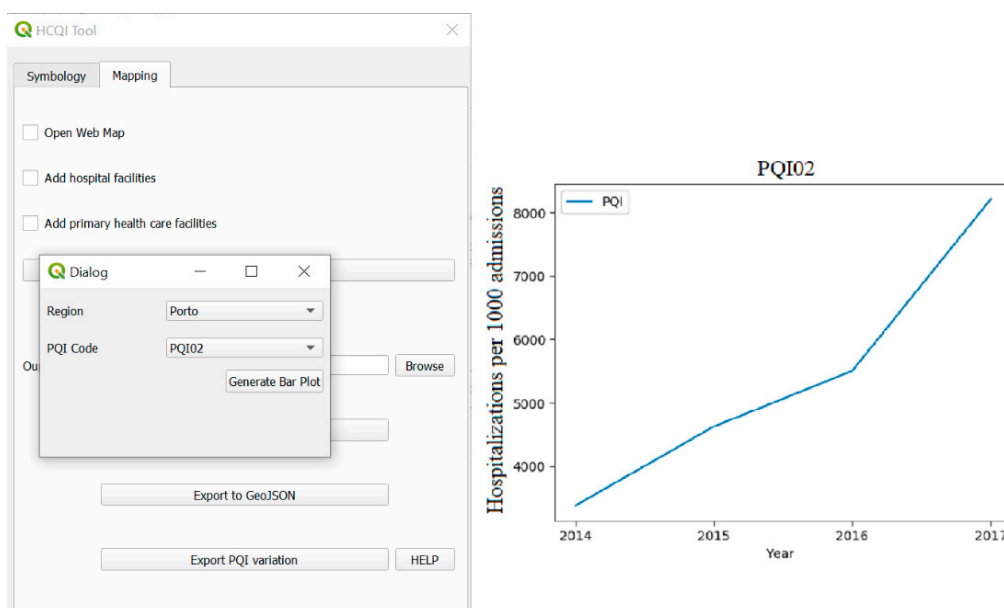 HCQI Tool
Symbology Mapping
Open Web Map
Add hospital facilities
Add primary health care facilities
Dialog
Region Porto
PQI Code PQI02
Generate Bar Plot
Ou
Browse
Export to GeoJSON
Export PQI variation HELP
PQI02
PQI
Hospitalizations per 1000 admissions
8000
7000
6000
5000
4000
2014 2015 2016 2017
Year